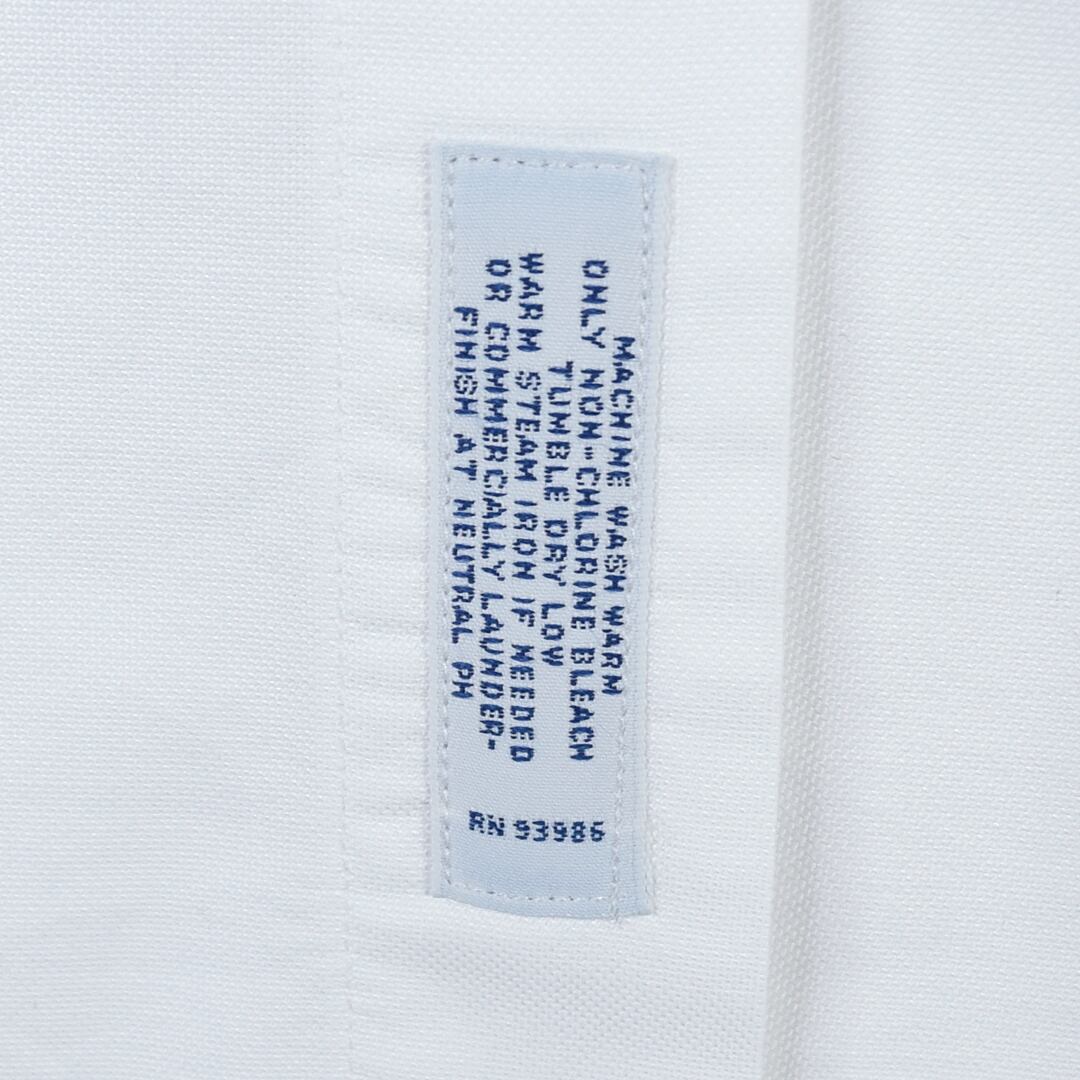 MACHINE WASH WARM
ONLY NON-CHLORINE BLEACH
TUMBLE DRY LOW
WARM STEAM IRON IF NEEDED
OR COMMERCIALLY LAUNDER-
FINISH AT NEUTRAL PH
RN 93986